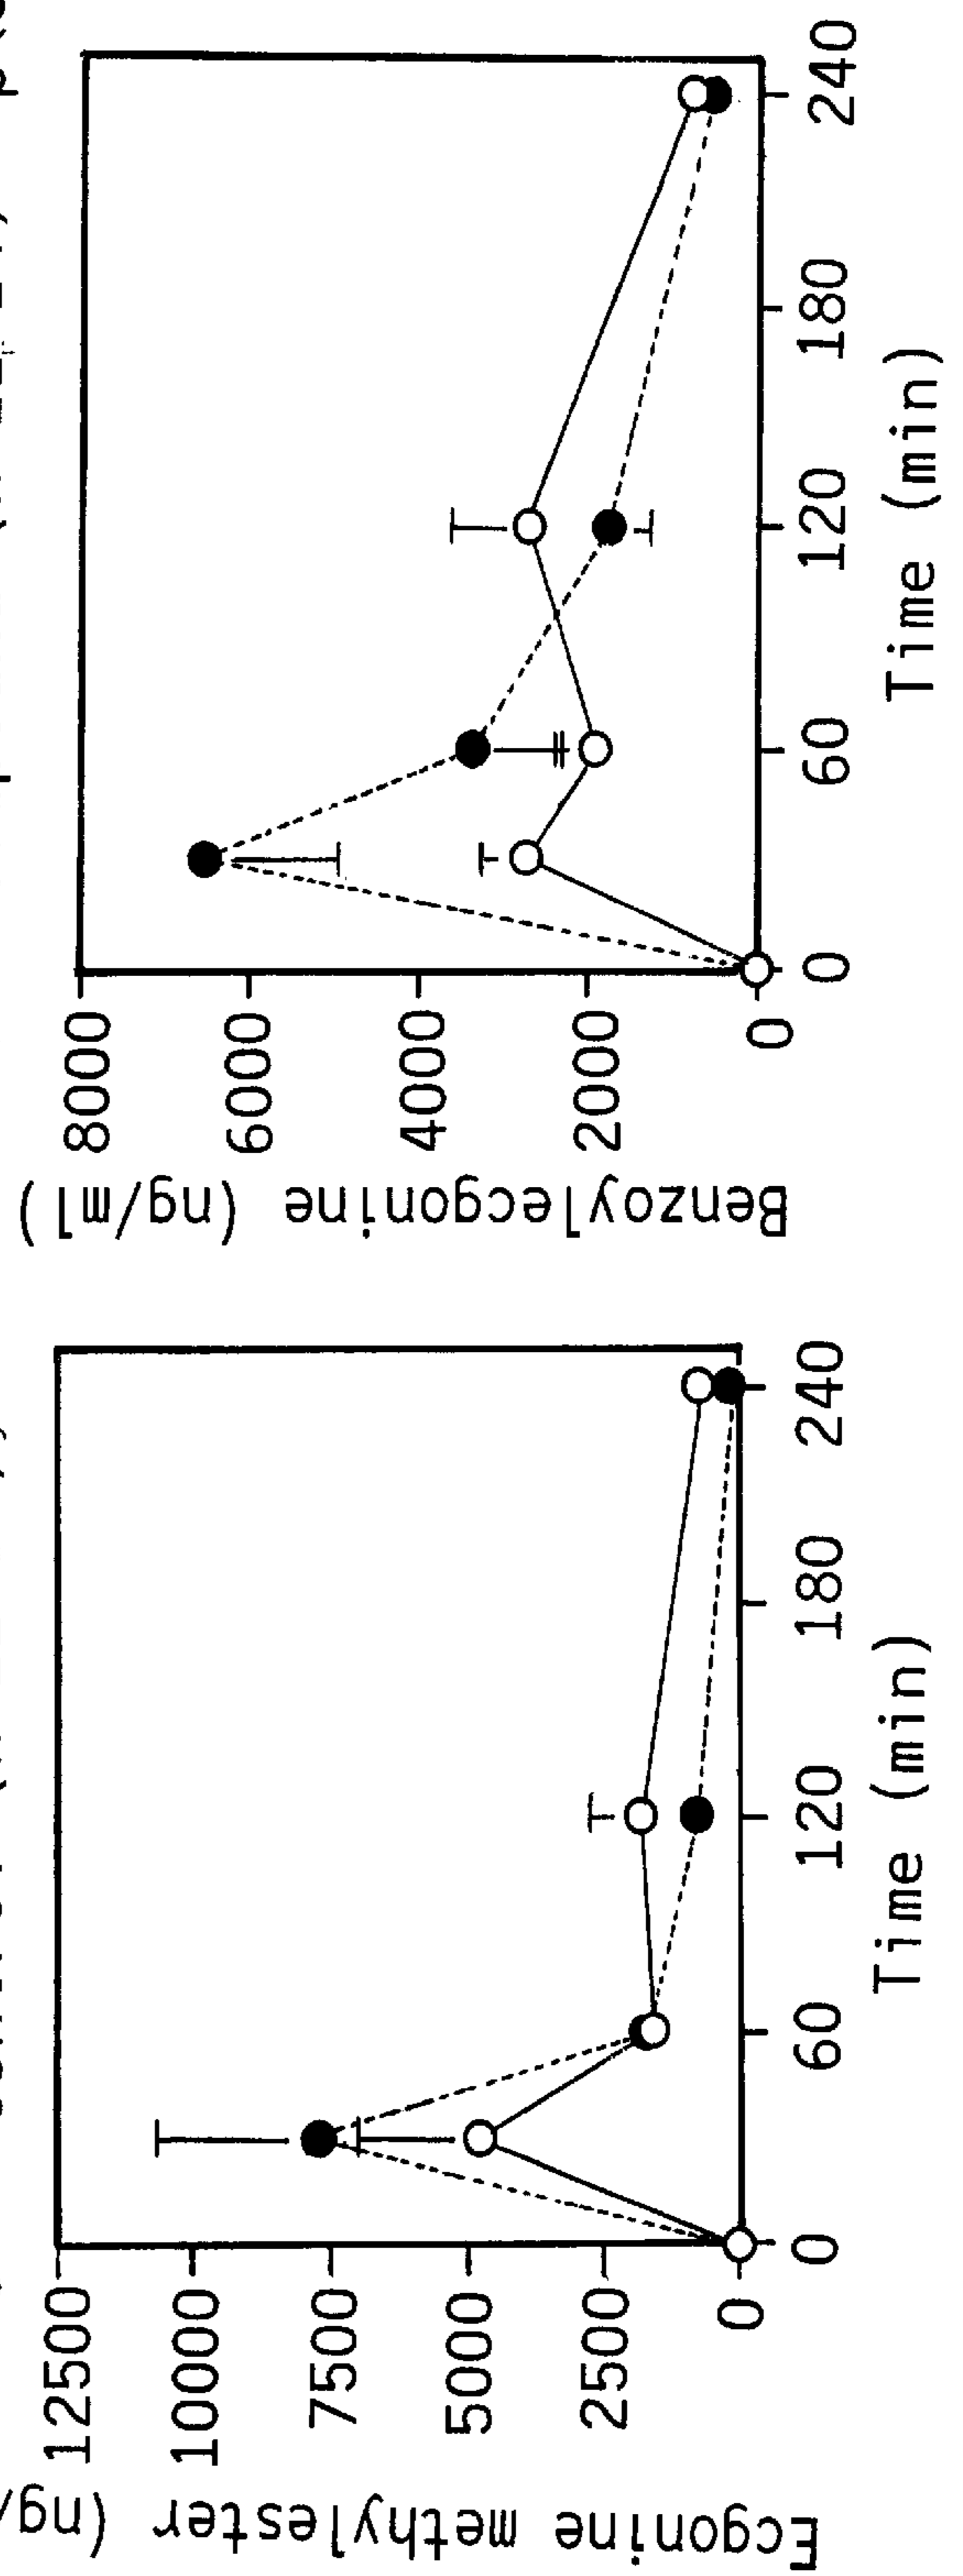 Ecgonine methylester (ng/
12500
10000
7500
5000
2500
0
0 60 120 180 240
Time (min)
Benzoylecgonine (ng/ml)
8000
6000
4000
2000
0
0 60 120 180 240
Time (min)